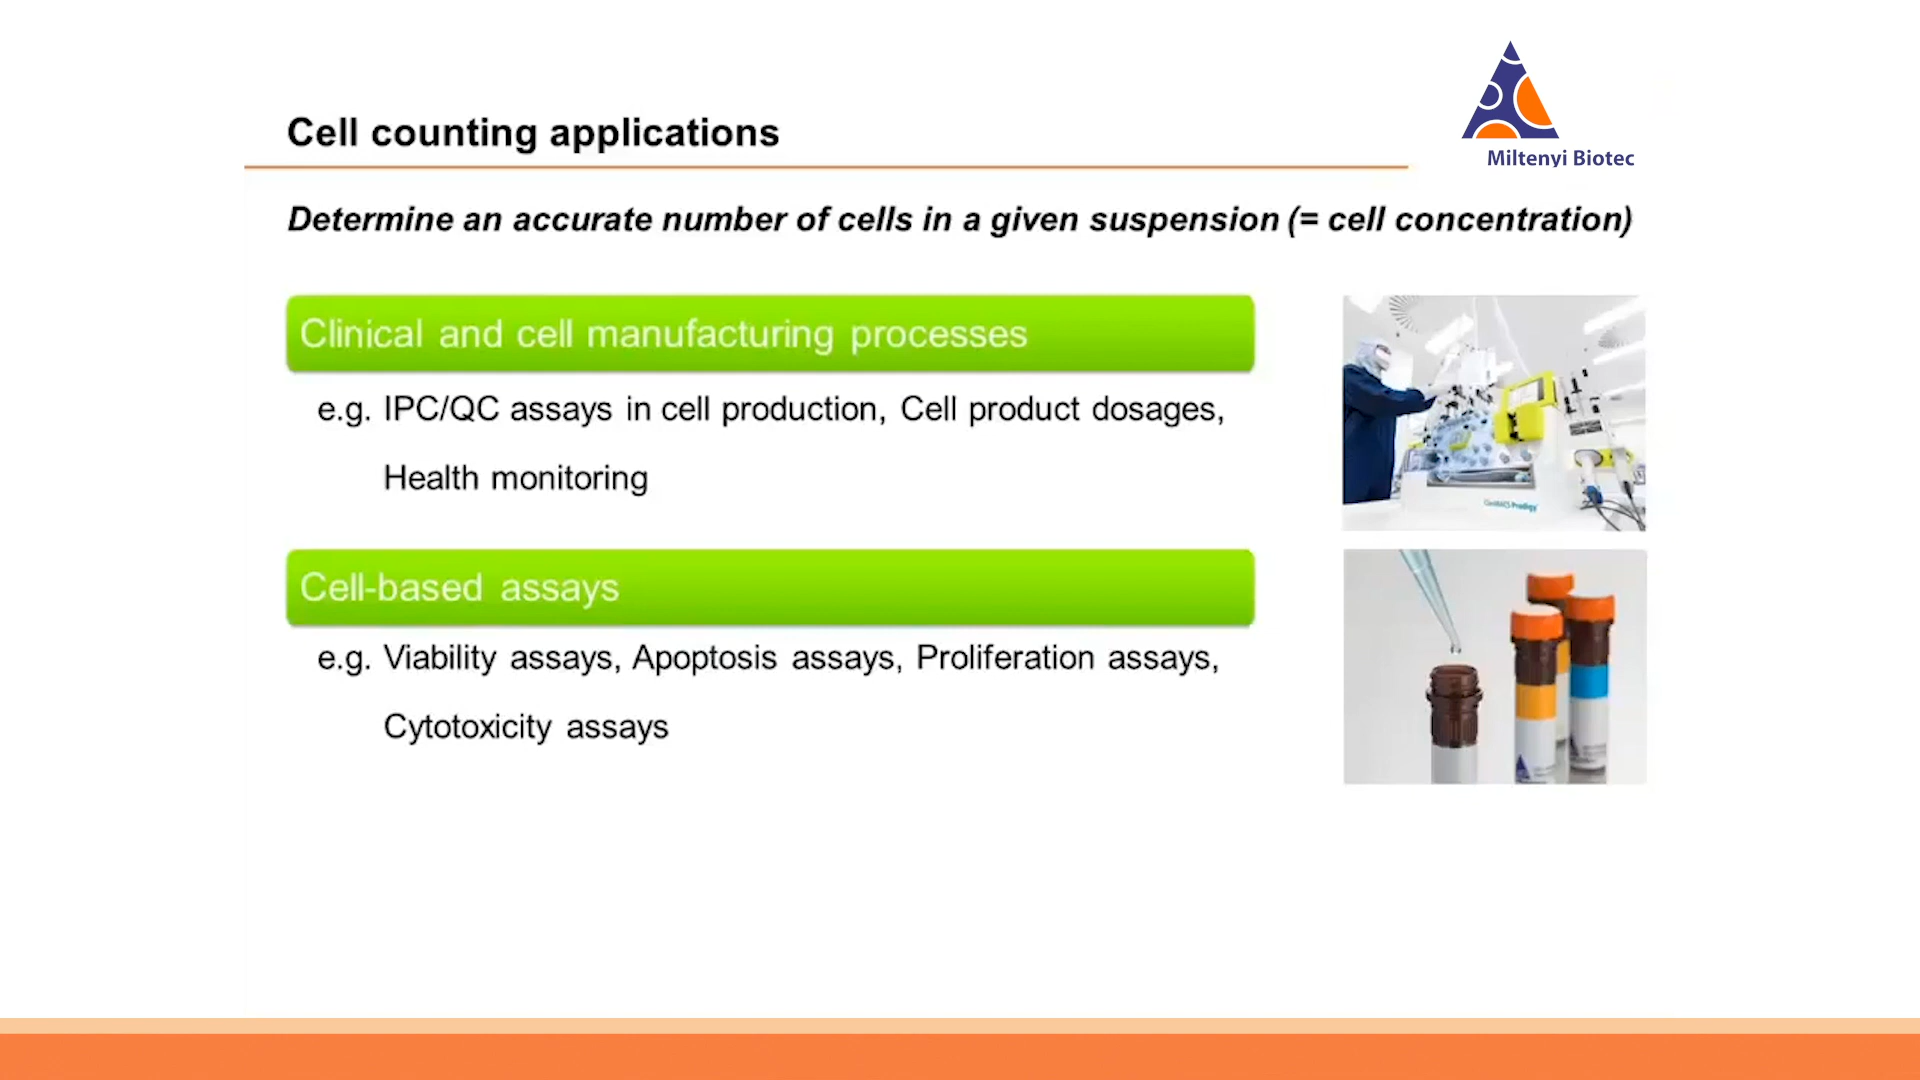 Miltenyi Biotec
Cell counting applications
Determine an accurate number of cells in a given suspension (= cell concentration)
Clinical and cell manufacturing processes
e.g. IPC/QC assays in cell production, Cell product dosages,
Health monitoring
CliniMACS Prodigy
Cell-based assays
e.g. Viability assays, Apoptosis assays, Proliferation assays,
Cytotoxicity assays